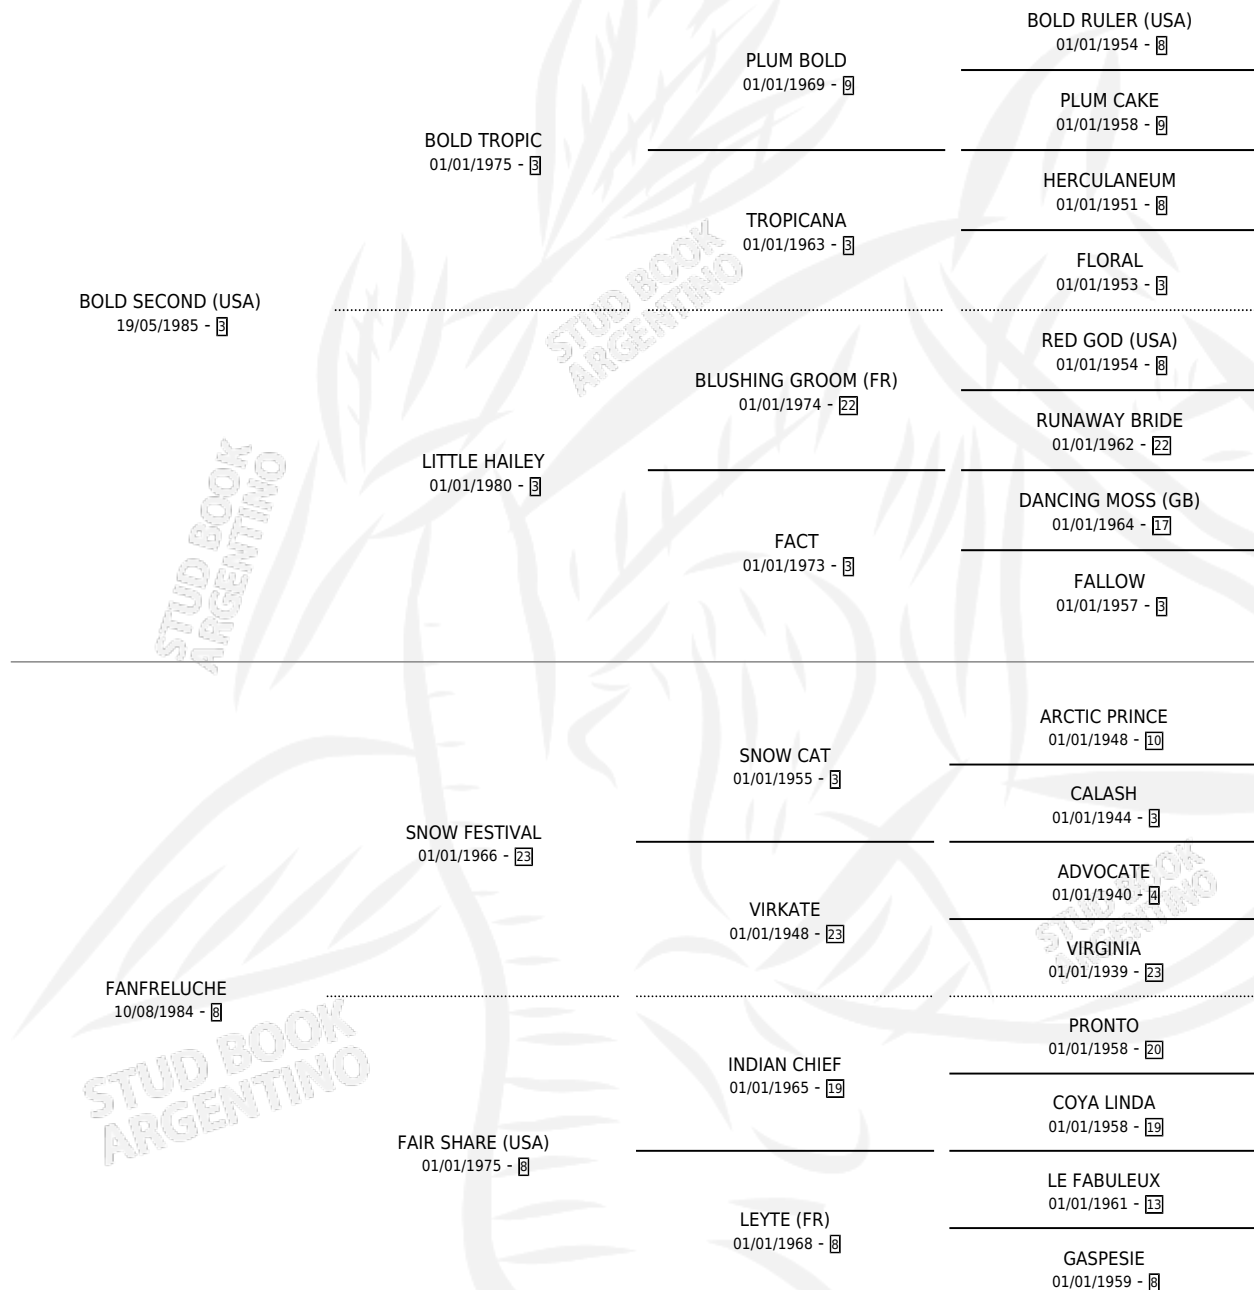 BOLD RULER (USA)
01/01/1954 - 8
PLUM BOLD
01/01/1969 - 9
PLUM CAKE
01/01/1958 - 9
BOLD TROPIC
01/01/1975 - 3
HERCULANEUM
01/01/1951 - 8
TROPICANA
01/01/1963 - 3
FLORAL
01/01/1953 - 3
BOLD SECOND (USA)
19/05/1985 - 3
STUD BOOK
ARGENTINO
RED GOD (USA)
01/01/1954 - 8
BLUSHING GROOM (FR)
01/01/1974 - 22
RUNAWAY BRIDE
01/01/1962 - 22
LITTLE HAILEY
01/01/1980 - 3
DANCING MOSS (GB)
01/01/1964 - 17
FACT
01/01/1973 - 3
FALLOW
01/01/1957 - 3
STUD BOOK
ARGENTINO
ARCTIC PRINCE
01/01/1948 - 10
SNOW CAT
01/01/1955 - 3
CALASH
01/01/1944 - 3
SNOW FESTIVAL
01/01/1966 - 23
ADVOCATE
01/01/1940 - 4
VIRKATE
01/01/1948 - 23
VIRGINIA
01/01/1939 - 23
STUD BOOK
ARGENTINO
FANFRELUCHE
10/08/1984 - 8
PRONTO
01/01/1958 - 20
INDIAN CHIEF
01/01/1965 - 19
COYA LINDA
01/01/1958 - 19
STUD BOOK
ARGENTINO
FAIR SHARE (USA)
01/01/1975 - 8
LE FABULEUX
01/01/1961 - 13
LEYTE (FR)
01/01/1968 - 8
GASPESIE
01/01/1959 - 8